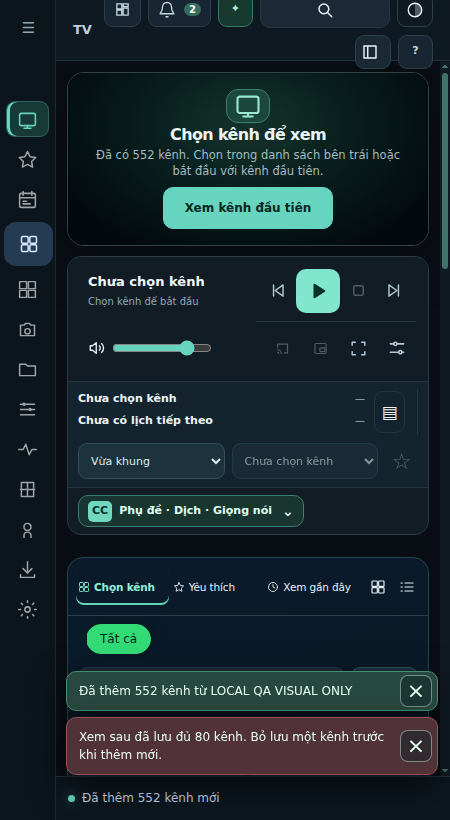 2
TV
?
Chọn kênh để xem
Đã có 552 kênh. Chọn trong danh sách bên trái hoặc
bắt đầu với kênh đầu tiên.
Xem kênh đầu tiên
Chưa chọn kênh
Chọn kênh để bắt đầu
Chưa chọn kênh —
Chưa có lịch tiếp theo —
Vừa khung Chưa chọn kênh
CC Phụ đề · Dịch · Giọng nói
Chọn kênh Yêu thích Xem gần đây
Tất cả
Đã thêm 552 kênh từ LOCAL QA VISUAL ONLY
Xem sau đã lưu đủ 80 kênh. Bỏ lưu một kênh trước
khi thêm mới.
Đã thêm 552 kênh mới